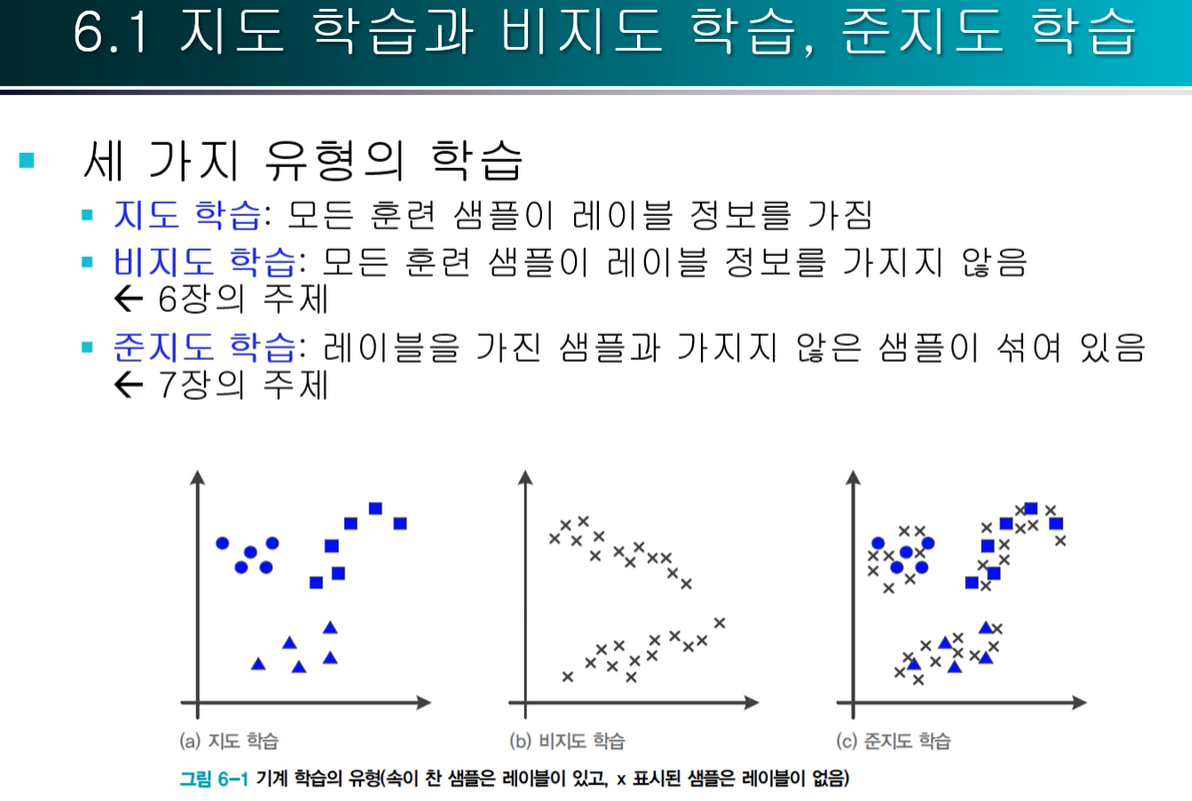 6.1 지도 학습과 비지도 학습, 준지도 학습
세 가지 유형의 학습
지도 학습: 모든 훈련 샘플이 레이블 정보를 가짐
비지도 학습: 모든 훈련 샘플이 레이블 정보를 가지지 않음
← 6장의 주제
준지도 학습: 레이블을 가진 샘플과 가지지 않은 샘플이 섞여 있음
← 7장의 주제
(a) 지도 학습
(b) 비지도 학습
(c) 준지도 학습
그림 6-1 기계 학습의 유형(속이 찬 샘플은 레이블이 있고, x 표시된 샘플은 레이블이 없음)